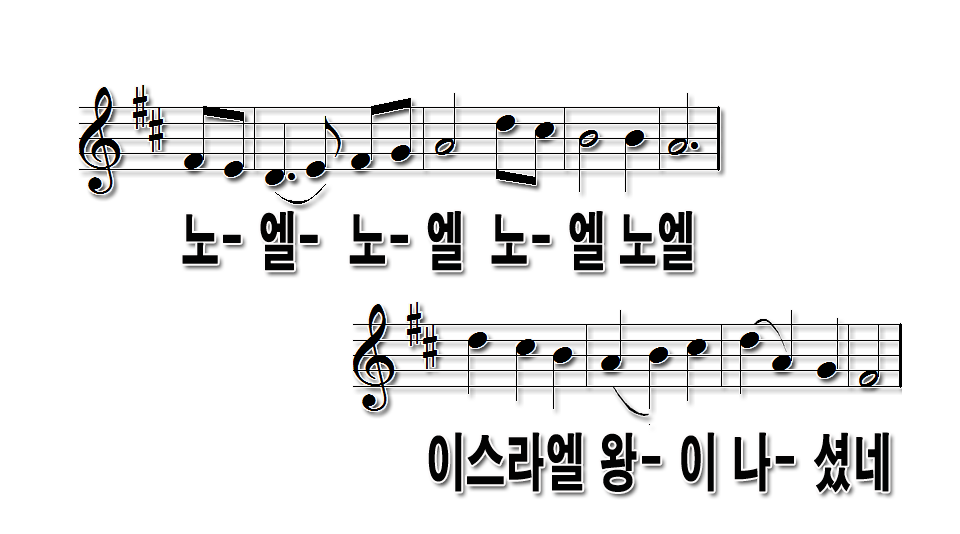 노- 엘- 노- 엘 노- 엘 노엘
이스라엘 왕- 이 나- 셨네